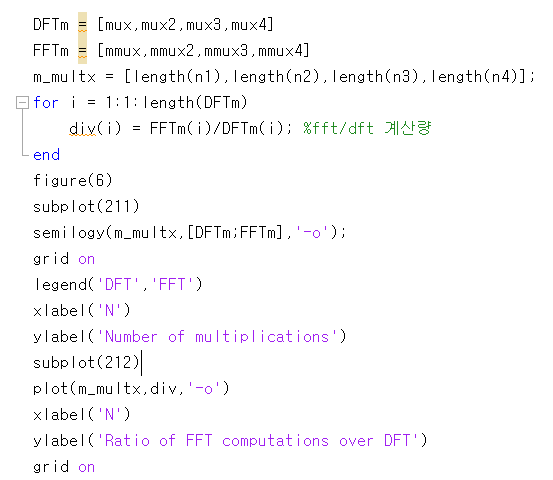 DFTm = [mux,mux2,mux3,mux4]
FFTm = [mmux,mmux2,mmux3,mmux4]
m_multx = [length(n1),length(n2),length(n3),length(n4)];
for i = 1:1:length(DFTm)
div(i) = FFTm(i)/DFTm(i); %fft/dft 계산량
end
figure(6)
subplot(211)
semilogy(m_multx,[DFTm;FFTm],'-o');
grid on
legend('DFT','FFT')
xlabel('N')
ylabel('Number of multiplications')
subplot(212)
plot(m_multx,div,'-o')
xlabel('N')
ylabel('Ratio of FFT computations over DFT')
grid on